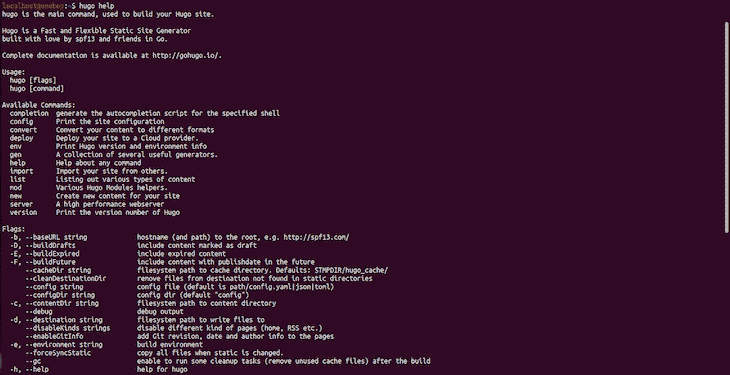 localhost@oneboy:~$ hugo help
hugo is the main command, used to build your Hugo site.
Hugo is a Fast and Flexible Static Site Generator
built with love by spf13 and friends in Go.
Complete documentation is available at http://gohugo.io/.
Usage:
hugo [flags]
hugo [command]
Available Commands:
completion generate the autocompletion script for the specified shell
config Print the site configuration
convert Convert your content to different formats
deploy Deploy your site to a Cloud provider.
env Print Hugo version and environment info
gen A collection of several useful generators.
help Help about any command
import Import your site from others.
list Listing out various types of content
mod Various Hugo Modules helpers.
new Create new content for your site
server A high performance webserver
version Print the version number of Hugo
Flags:
-b, --baseURL string hostname (and path) to the root, e.g. http://spf13.com/
-D, --buildDrafts include content marked as draft
-E, --buildExpired include expired content
-F, --buildFuture include content with publishdate in the future
--cacheDir string filesystem path to cache directory. Defaults: $TMPDIR/hugo_cache/
--cleanDestinationDir remove files from destination not found in static directories
--config string config file (default is path/config.yaml|json|toml)
--configDir string config dir (default "config")
-c, --contentDir string filesystem path to content directory
--debug debug output
-d, --destination string filesystem path to write files to
--disableKinds strings disable different kind of pages (home, RSS etc.)
--enableGitInfo add Git revision, date and author info to the pages
-e, --environment string build environment
--forceSyncStatic copy all files when static is changed.
--gc enable to run some cleanup tasks (remove unused cache files) after the build
-h, --help help for hugo